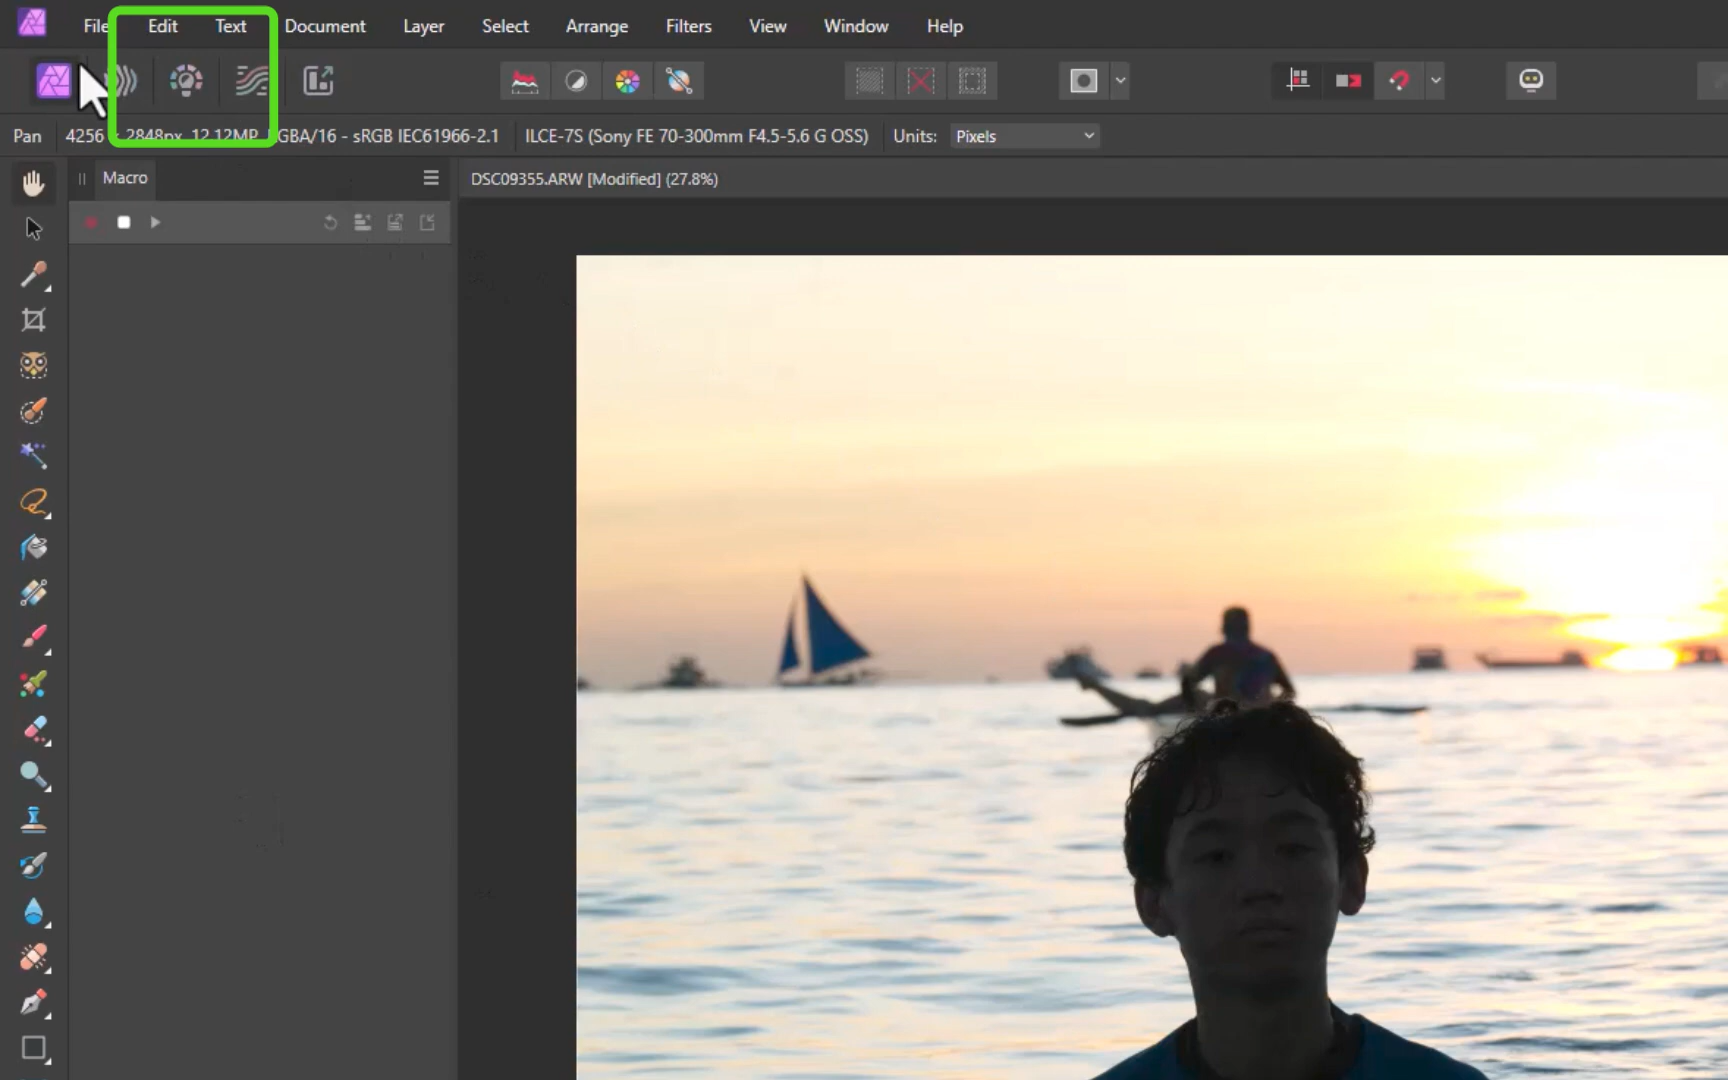 File Edit Text Document Layer Select Arrange Filters View Window Help
Pan 4256 2848px, 12.12MP, RGBA/16 - sRGB IEC61966-2.1 ILCE-7S (Sony FE 70-300mm F4.5-5.6 G OSS) Units: Pixels
Macro DSC09355.ARW [Modified] (27.8%)